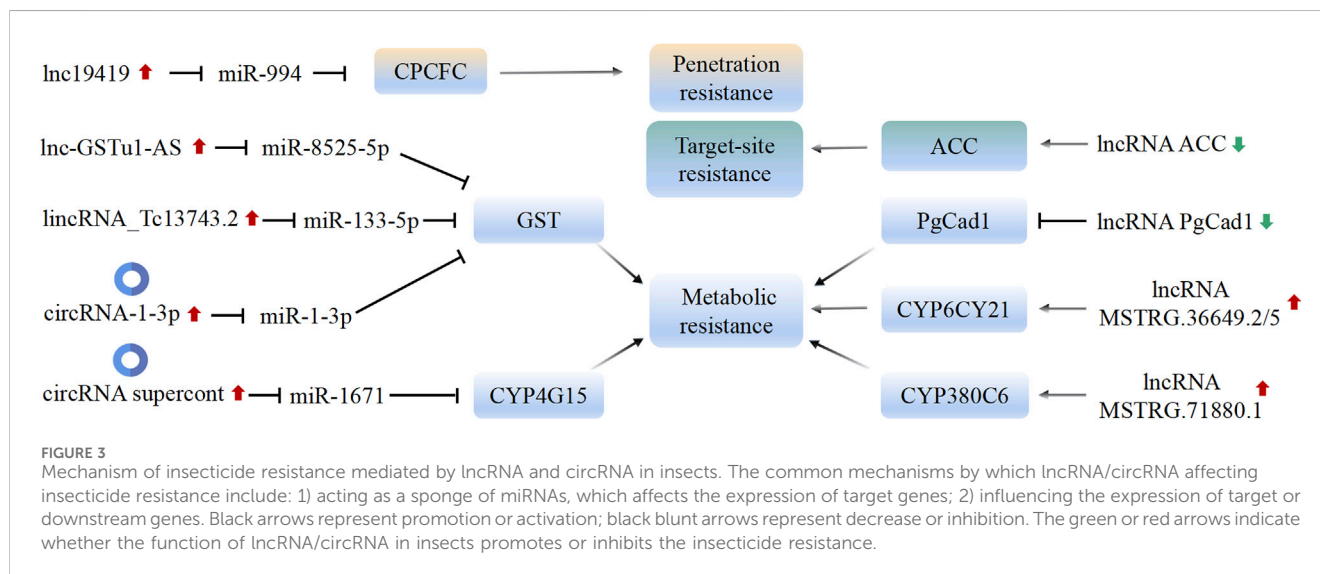 lnc19419 miR-994 CPCFC Penetration
resistance
lnc-GSTu1-AS miR-8525-5p Target-site
resistance ACC lncRNA ACC
lincRNA_Tc13743.2 miR-133-5p GST PgCad1 lncRNA PgCad1
circRNA-1-3p miR-1-3p Metabolic
resistance CYP6CY21 lncRNA
MSTRG.36649.2/5
circRNA supercont miR-1671 CYP4G15 CYP380C6 lncRNA
MSTRG.71880.1
FIGURE 3
Mechanism of insecticide resistance mediated by lncRNA and circRNA in insects. The common mechanisms by which lncRNA/circRNA affecting
insecticide resistance include: 1) acting as a sponge of miRNAs, which affects the expression of target genes; 2) influencing the expression of target or
downstream genes. Black arrows represent promotion or activation; black blunt arrows represent decrease or inhibition. The green or red arrows indicate
whether the function of lncRNA/circRNA in insects promotes or inhibits the insecticide resistance.